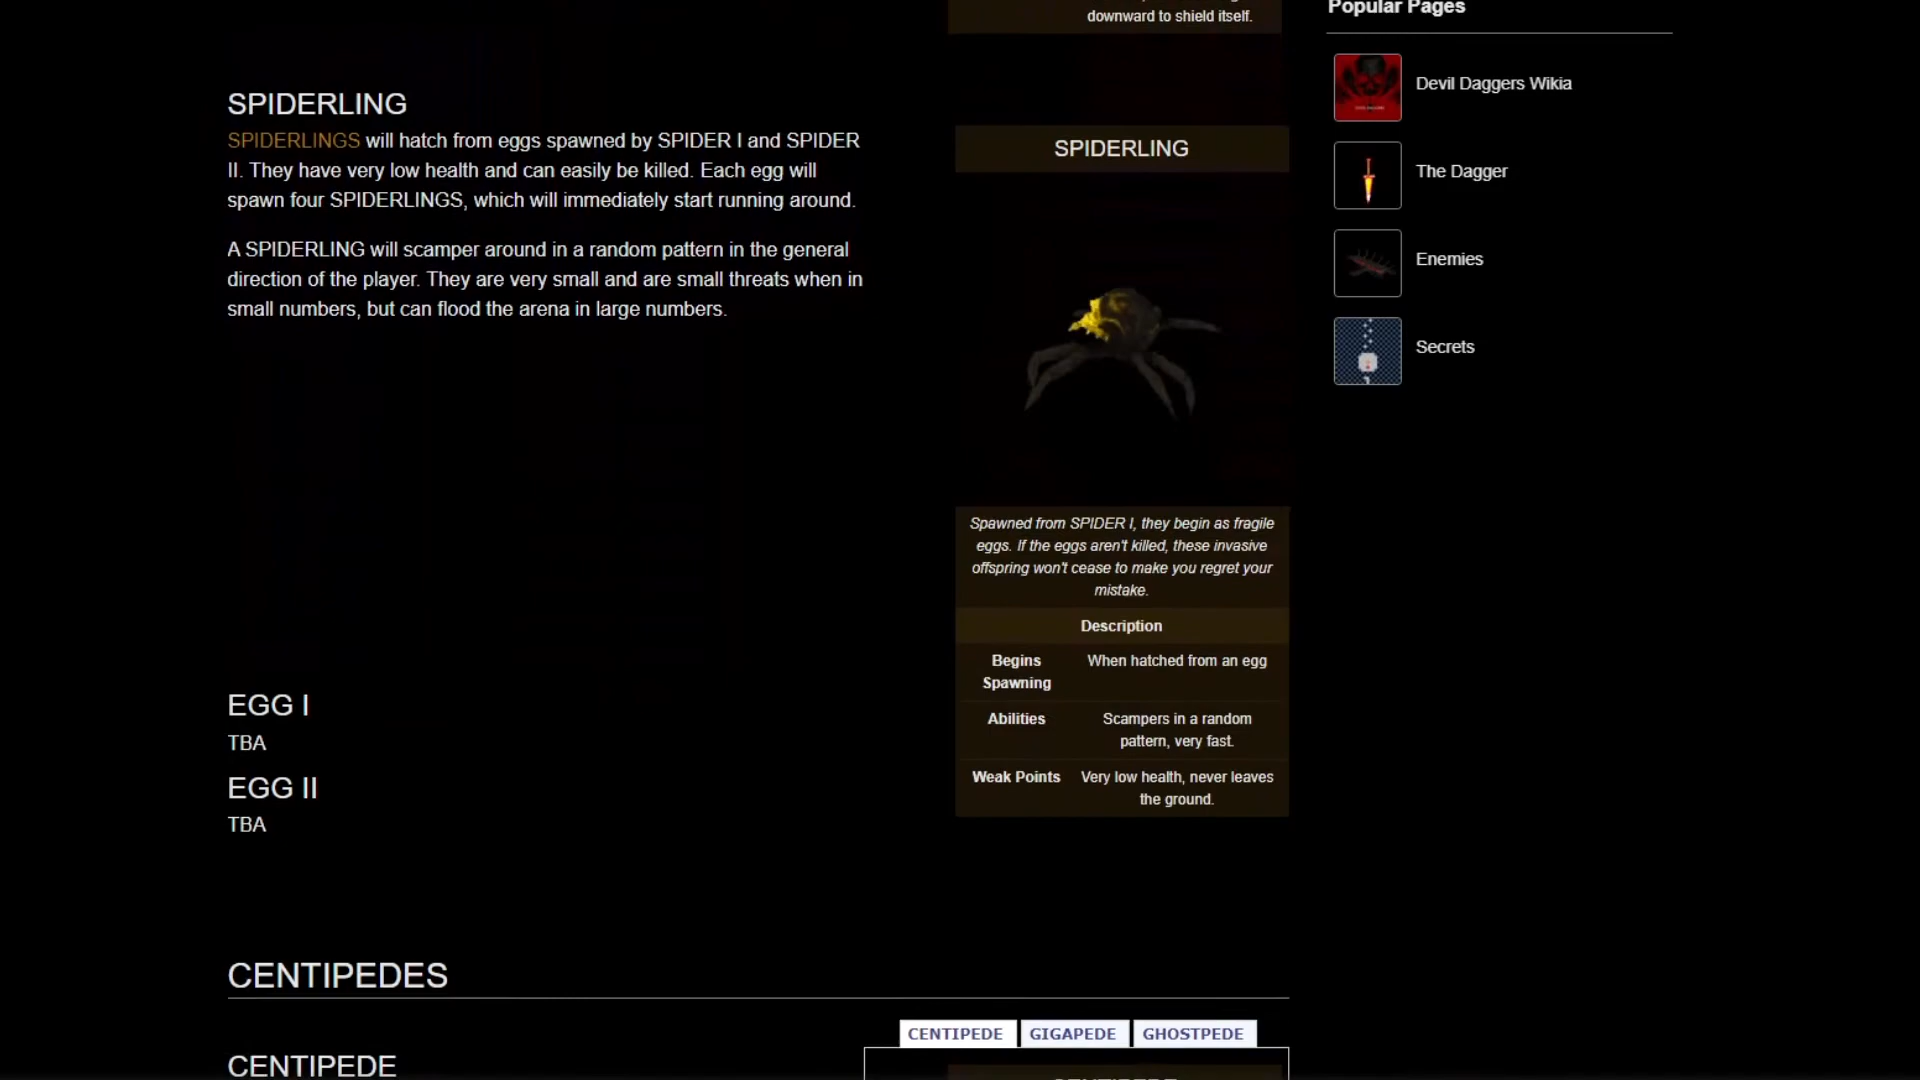 downward to shield itself.
Popular Pages
Devil Daggers Wikia
The Dagger
Enemies
Secrets
SPIDERLING
SPIDERLINGS will hatch from eggs spawned by SPIDER I and SPIDER
II. They have very low health and can easily be killed. Each egg will
spawn four SPIDERLINGS, which will immediately start running around.
A SPIDERLING will scamper around in a random pattern in the general
direction of the player. They are very small and are small threats when in
small numbers, but can flood the arena in large numbers.
SPIDERLING
Spawned from SPIDER I, they begin as fragile
eggs. If the eggs aren't killed, these invasive
offspring won't cease to make you regret your
mistake.
Description
Begins Spawning
When hatched from an egg
Abilities
Scampers in a random
pattern, very fast.
Weak Points
Very low health, never leaves
the ground.
EGG I
TBA
EGG II
TBA
CENTIPEDES
CENTIPEDE GIGAPEDE GHOSTPEDE
CENTIPEDE